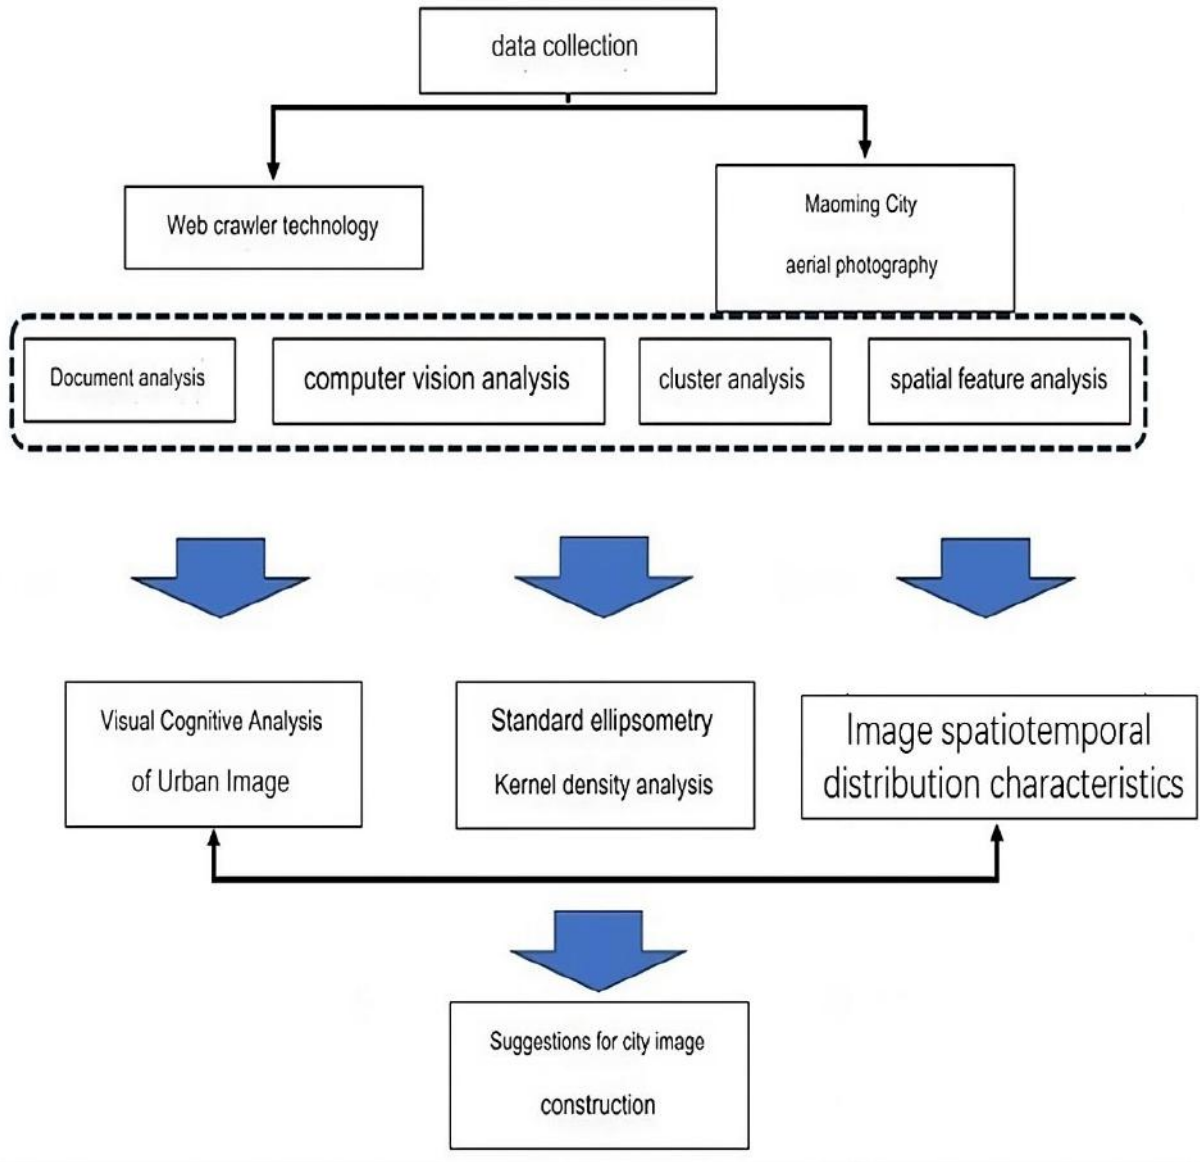 data collection
Web crawler technology
Maoming City
aerial photography
Document analysis
computer vision analysis
cluster analysis
spatial feature analysis
Visual Cognitive Analysis
of Urban Image
Standard ellipsometry
Kernel density analysis
Image spatiotemporal
distribution characteristics
Suggestions for city image
construction